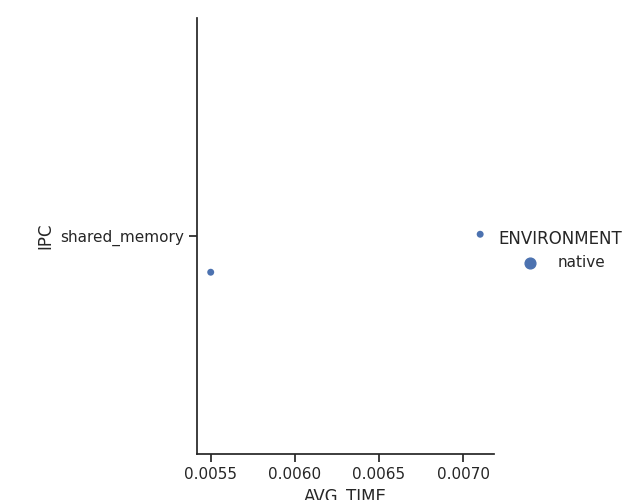 IPC
shared_memory
ENVIRONMENT
native
0.0055 0.0060 0.0065 0.0070
AVG_TIME